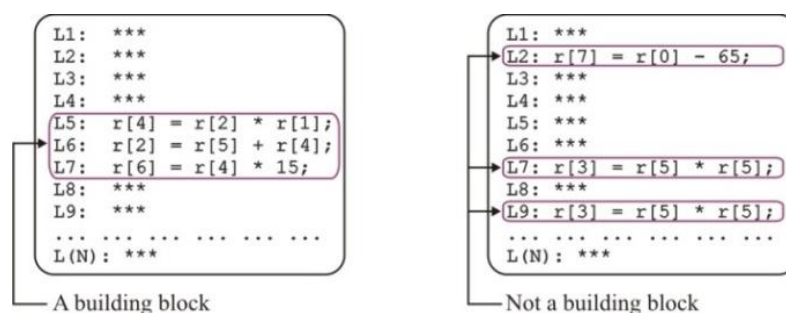 L1: ***
L2: ***
L3: ***
L4: ***
L5: r[4] = r[2] * r[1];
L6: r[2] = r[5] + r[4];
L7: r[6] = r[4] * 15;
L8: ***
L9: ***
... ... ... ... ... ...
L(N): ***
A building block
L1: ***
L2: r[7] = r[0] - 65;
L3: ***
L4: ***
L5: ***
L6: ***
L7: r[3] = r[5] * r[5];
L8: ***
L9: r[3] = r[5] * r[5];
... ... ... ... ... ...
L(N): ***
Not a building block